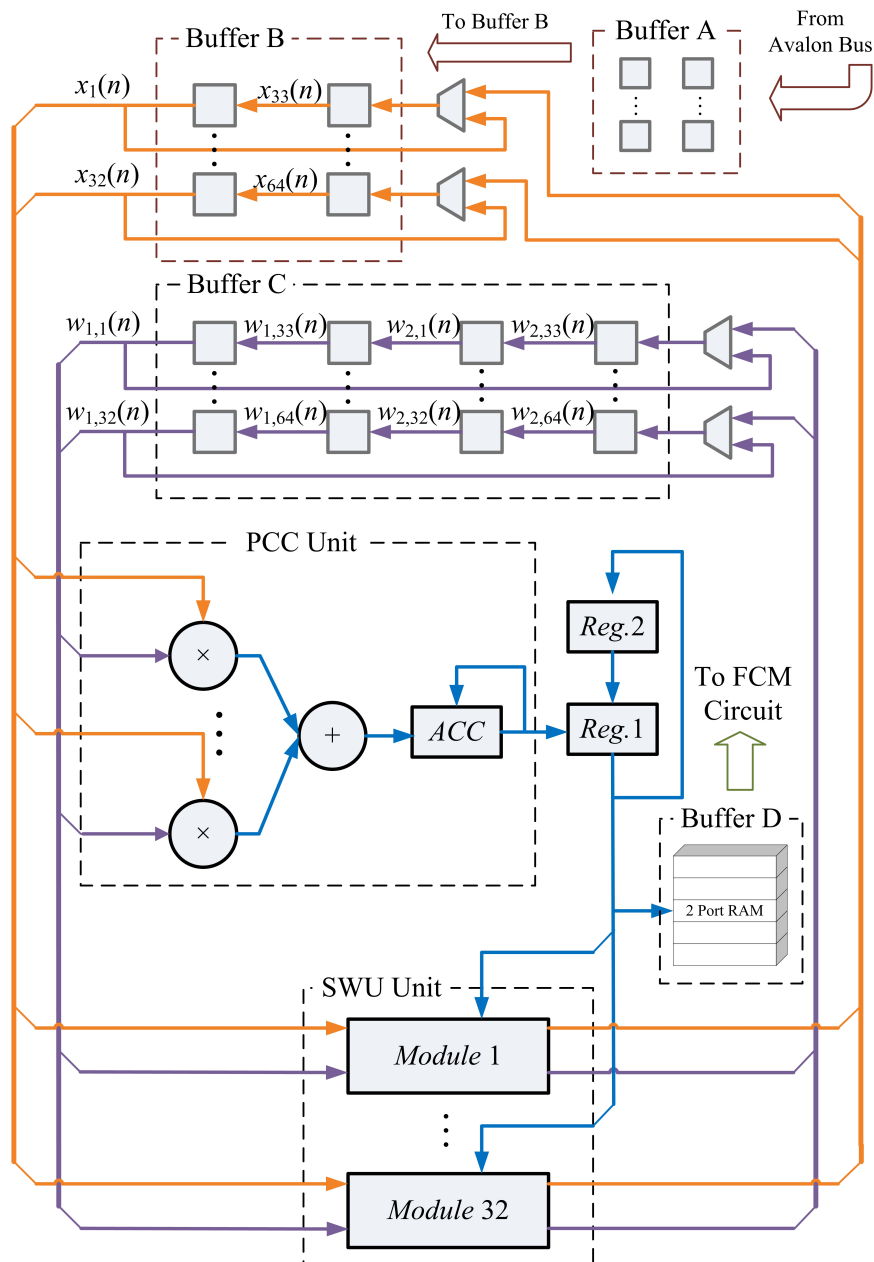 To Buffer B
From
Avalon Bus
Buffer A
Buffer B
x₁(n)
x₃₃(n)
x₃₂(n)
x₆₄(n)
Buffer C
w₁,₁(n)
w₁,₃₃(n)
w₂,₁(n)
w₂,₃₃(n)
w₁,₃₂(n)
w₁,₆₄(n)
w₂,₃₂(n)
w₂,₆₄(n)
PCC Unit
×
+
×
ACC
Reg.2
Reg.1
To FCM
Circuit
Buffer D
2 Port RAM
SWU Unit
Module 1
Module 32